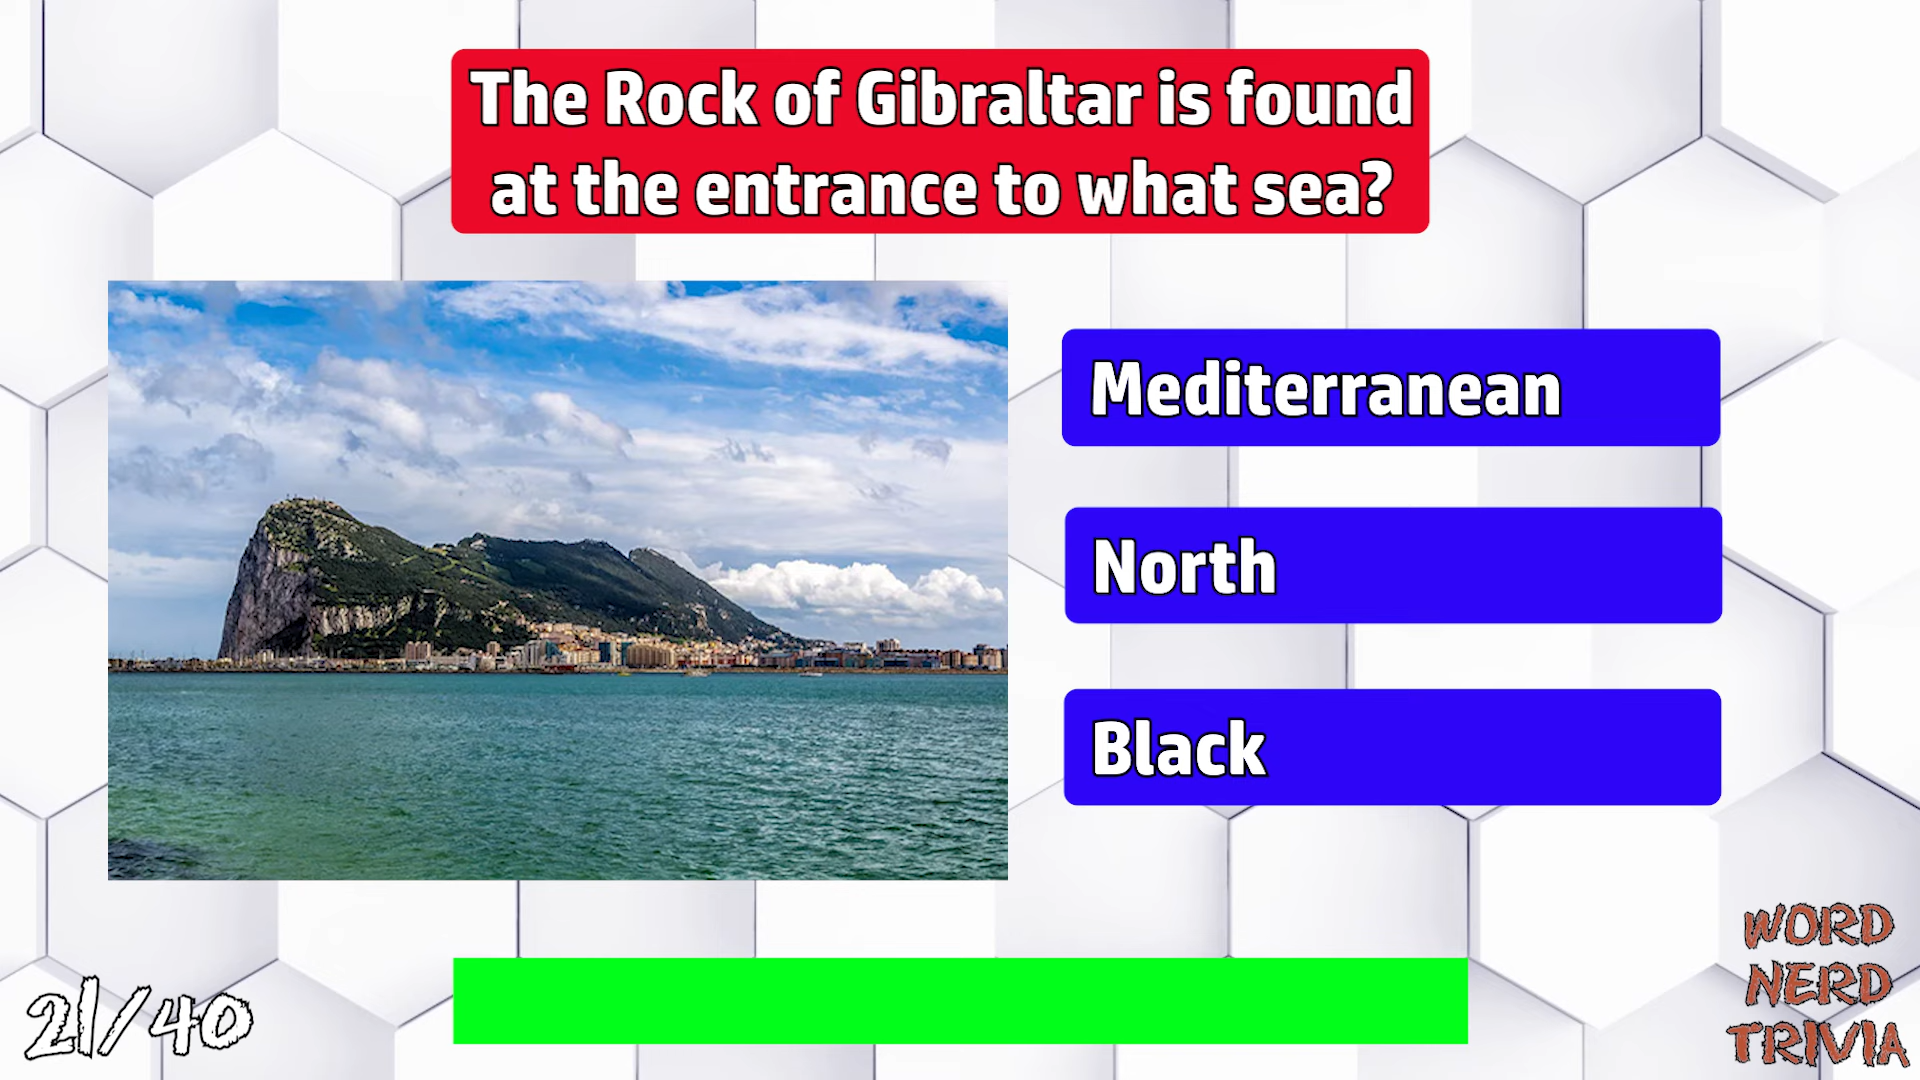 The Rock of Gibraltar is found
at the entrance to what sea?
Mediterranean
North
Black
21/40
WORD
NERD
TRIVIA